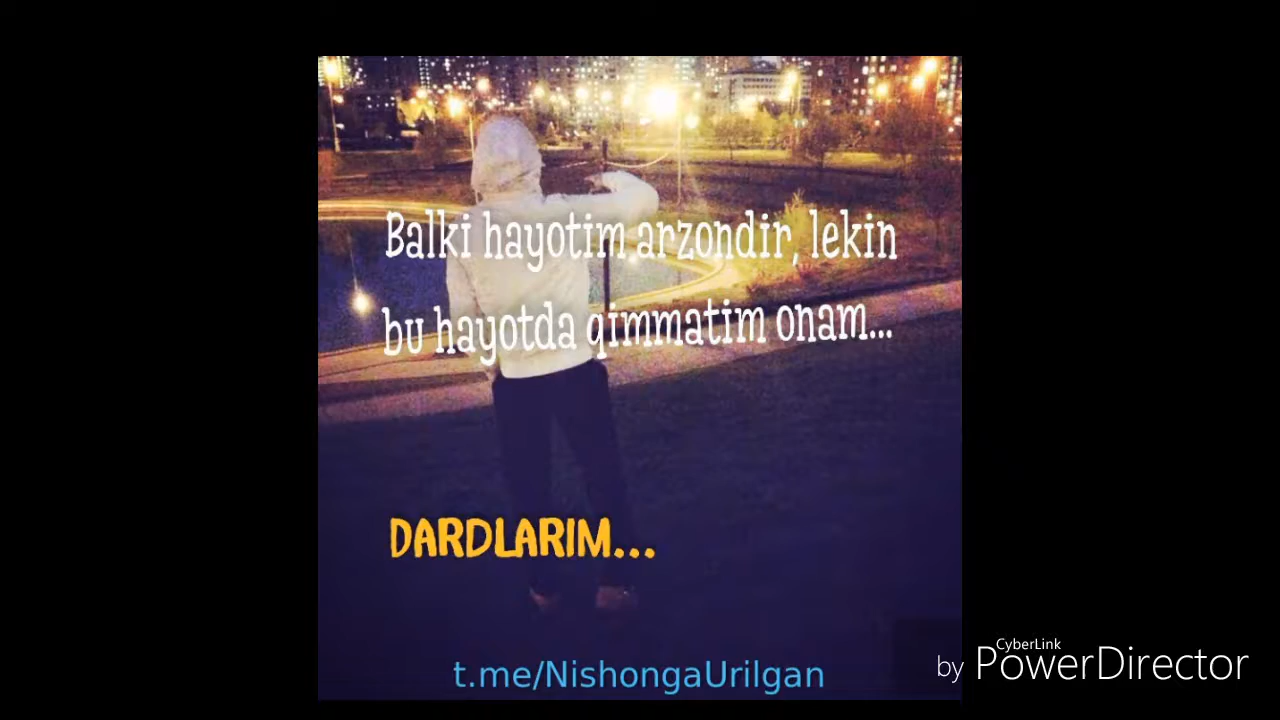 Balki hayotim arzondir, lekin
bu hayotda qimmatim onam...
DARDLARIM...
t.me/NishongaUrilgan
CyberLink
by PowerDirector